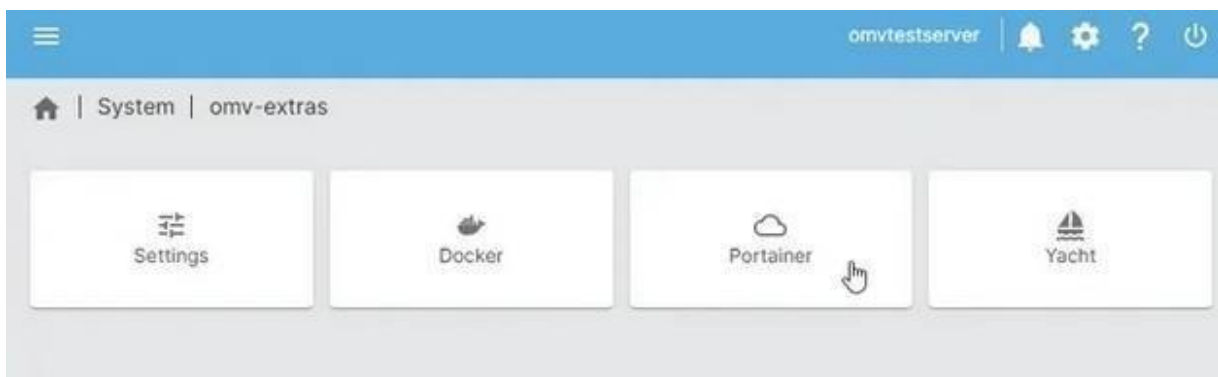 omvtestserver
System | omv-extras
Settings
Docker
Portainer
Yacht